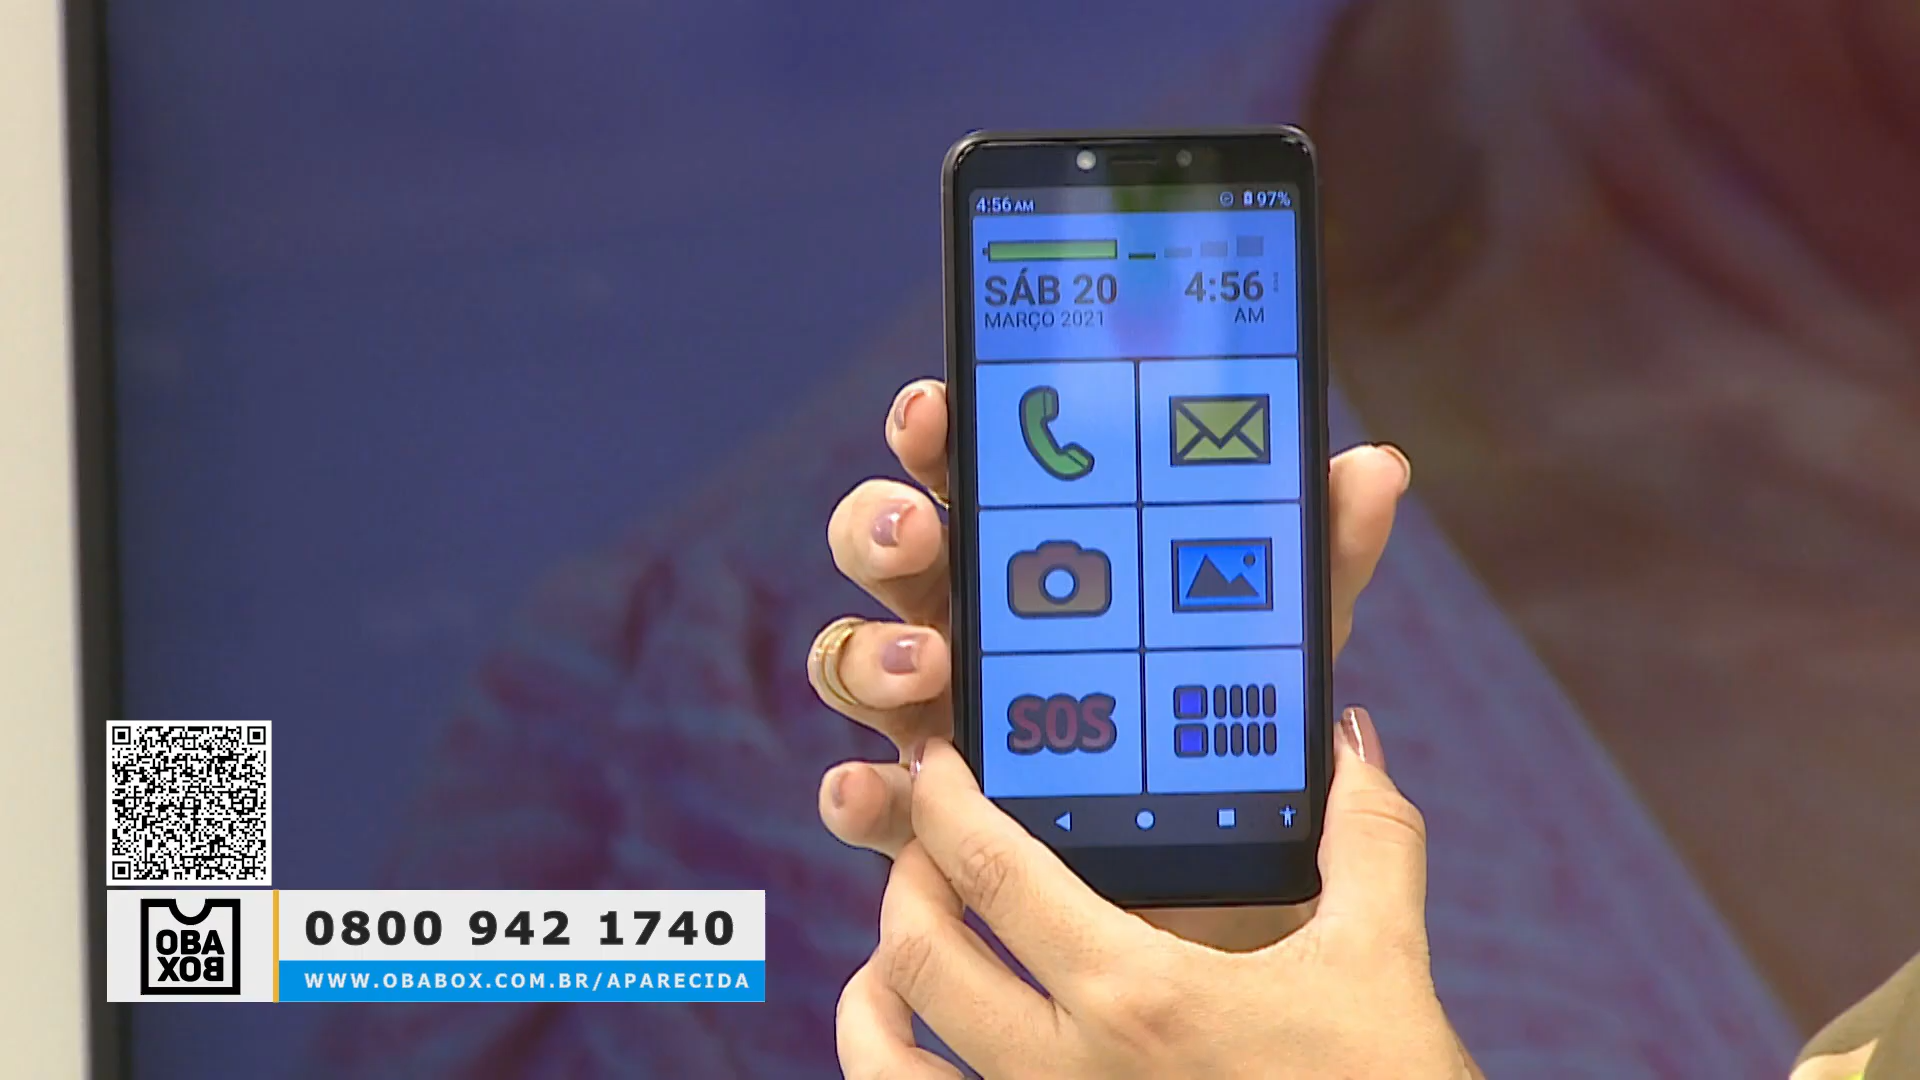 4:56 AM
97%
SÁB 20
4:56
MARÇO 2021
AM
SOS
OBA
BOX
0800 942 1740
WWW.OBABOX.COM.BR/APARECIDA